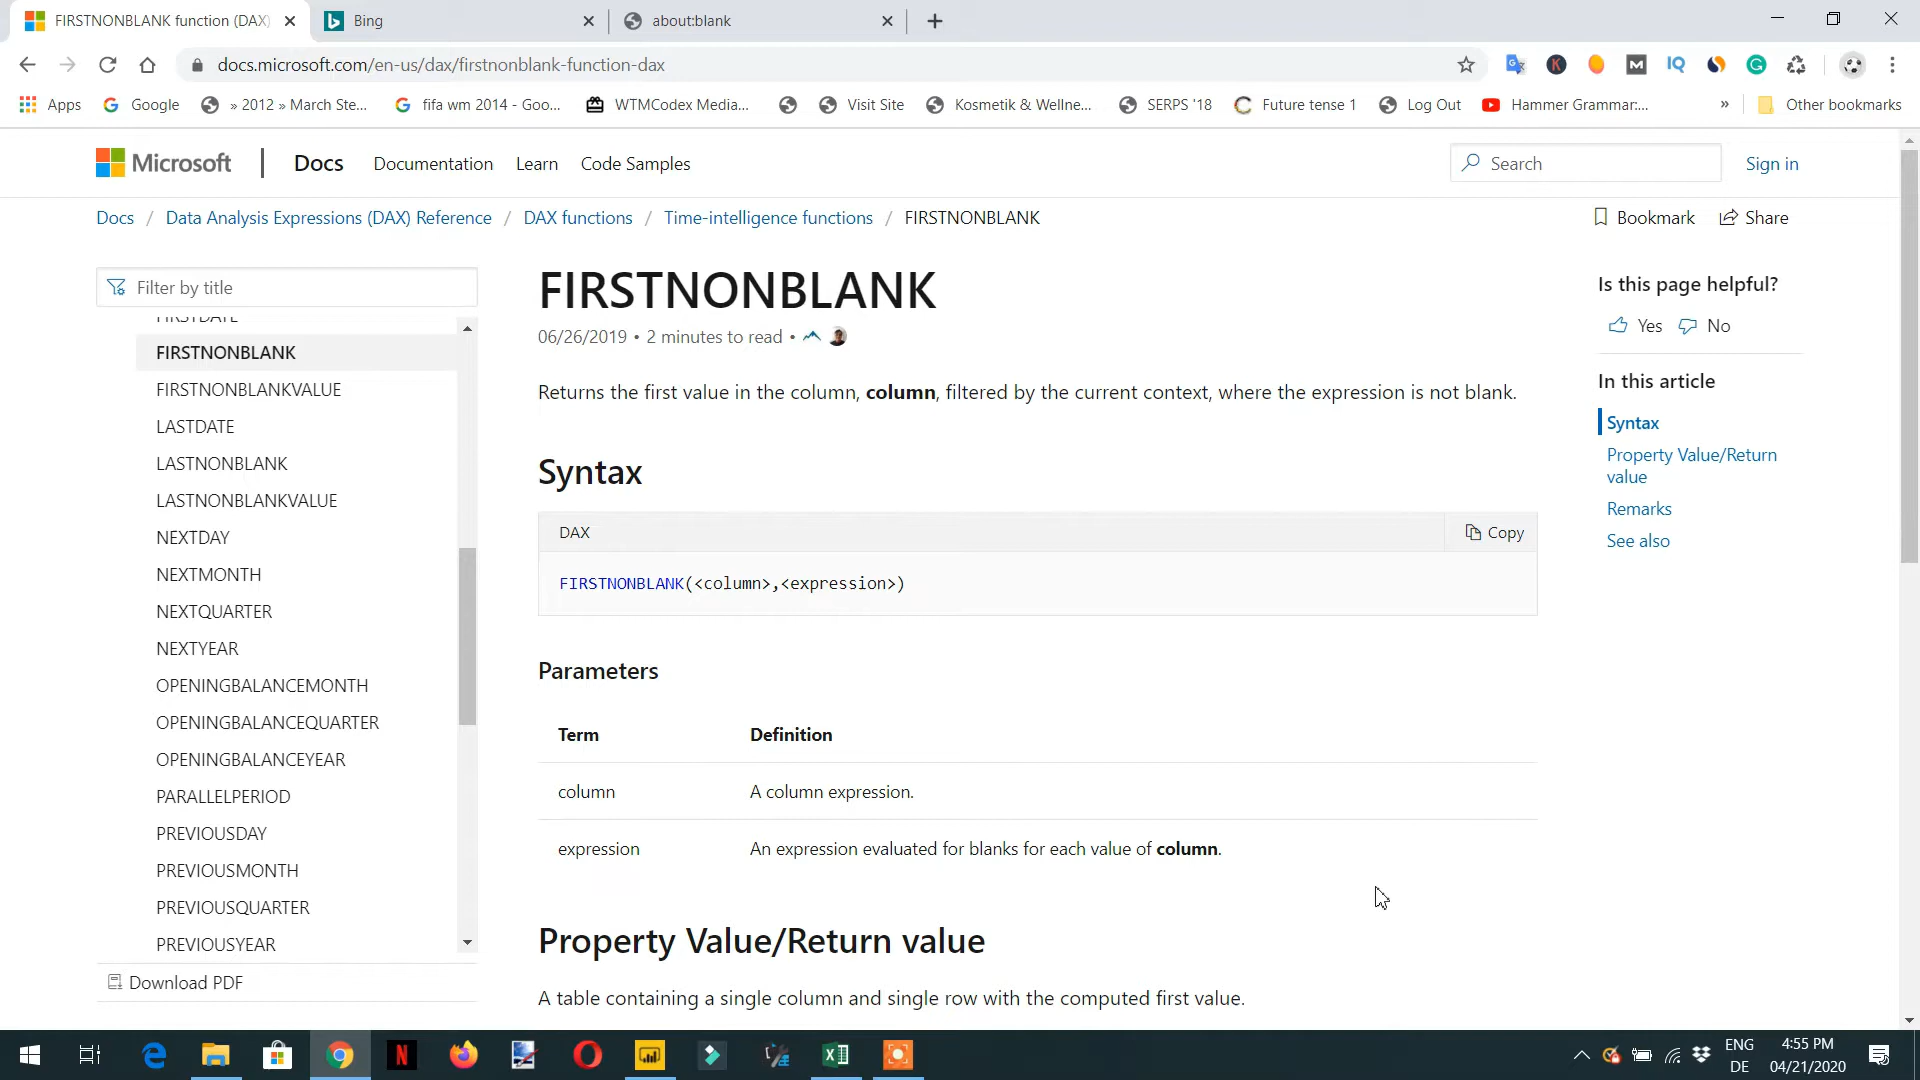 FIRSTNONBLANK function (DAX)
Bing
about:blank
docs.microsoft.com/en-us/dax/firstnonblank-function-dax
Apps
Google
» 2012 » March Ste...
fifa wm 2014 - Goo...
WTMCodex Media...
Visit Site
Kosmetik & Wellne...
SERPS '18
Future tense 1
Log Out
Hammer Grammar:...
»
Other bookmarks
Microsoft
Docs
Documentation
Learn
Code Samples
Search
Sign in
Docs / Data Analysis Expressions (DAX) Reference / DAX functions / Time-intelligence functions / FIRSTNONBLANK
Bookmark
Share
Filter by title
FIRSTDATE
FIRSTNONBLANK
FIRSTNONBLANKVALUE
LASTDATE
LASTNONBLANK
LASTNONBLANKVALUE
NEXTDAY
NEXTMONTH
NEXTQUARTER
NEXTYEAR
OPENINGBALANCEMONTH
OPENINGBALANCEQUARTER
OPENINGBALANCEYEAR
PARALLELPERIOD
PREVIOUSDAY
PREVIOUSMONTH
PREVIOUSQUARTER
PREVIOUSYEAR
Download PDF
FIRSTNONBLANK
06/26/2019 • 2 minutes to read •
Returns the first value in the column, column, filtered by the current context, where the expression is not blank.
Syntax
DAX
Copy
FIRSTNONBLANK(<column>,<expression>)
Parameters
Term Definition
column A column expression.
expression An expression evaluated for blanks for each value of column.
Property Value/Return value
A table containing a single column and single row with the computed first value.
Is this page helpful?
Yes No
In this article
Syntax
Property Value/Return
value
Remarks
See also
ENG
DE
4:55 PM
04/21/2020